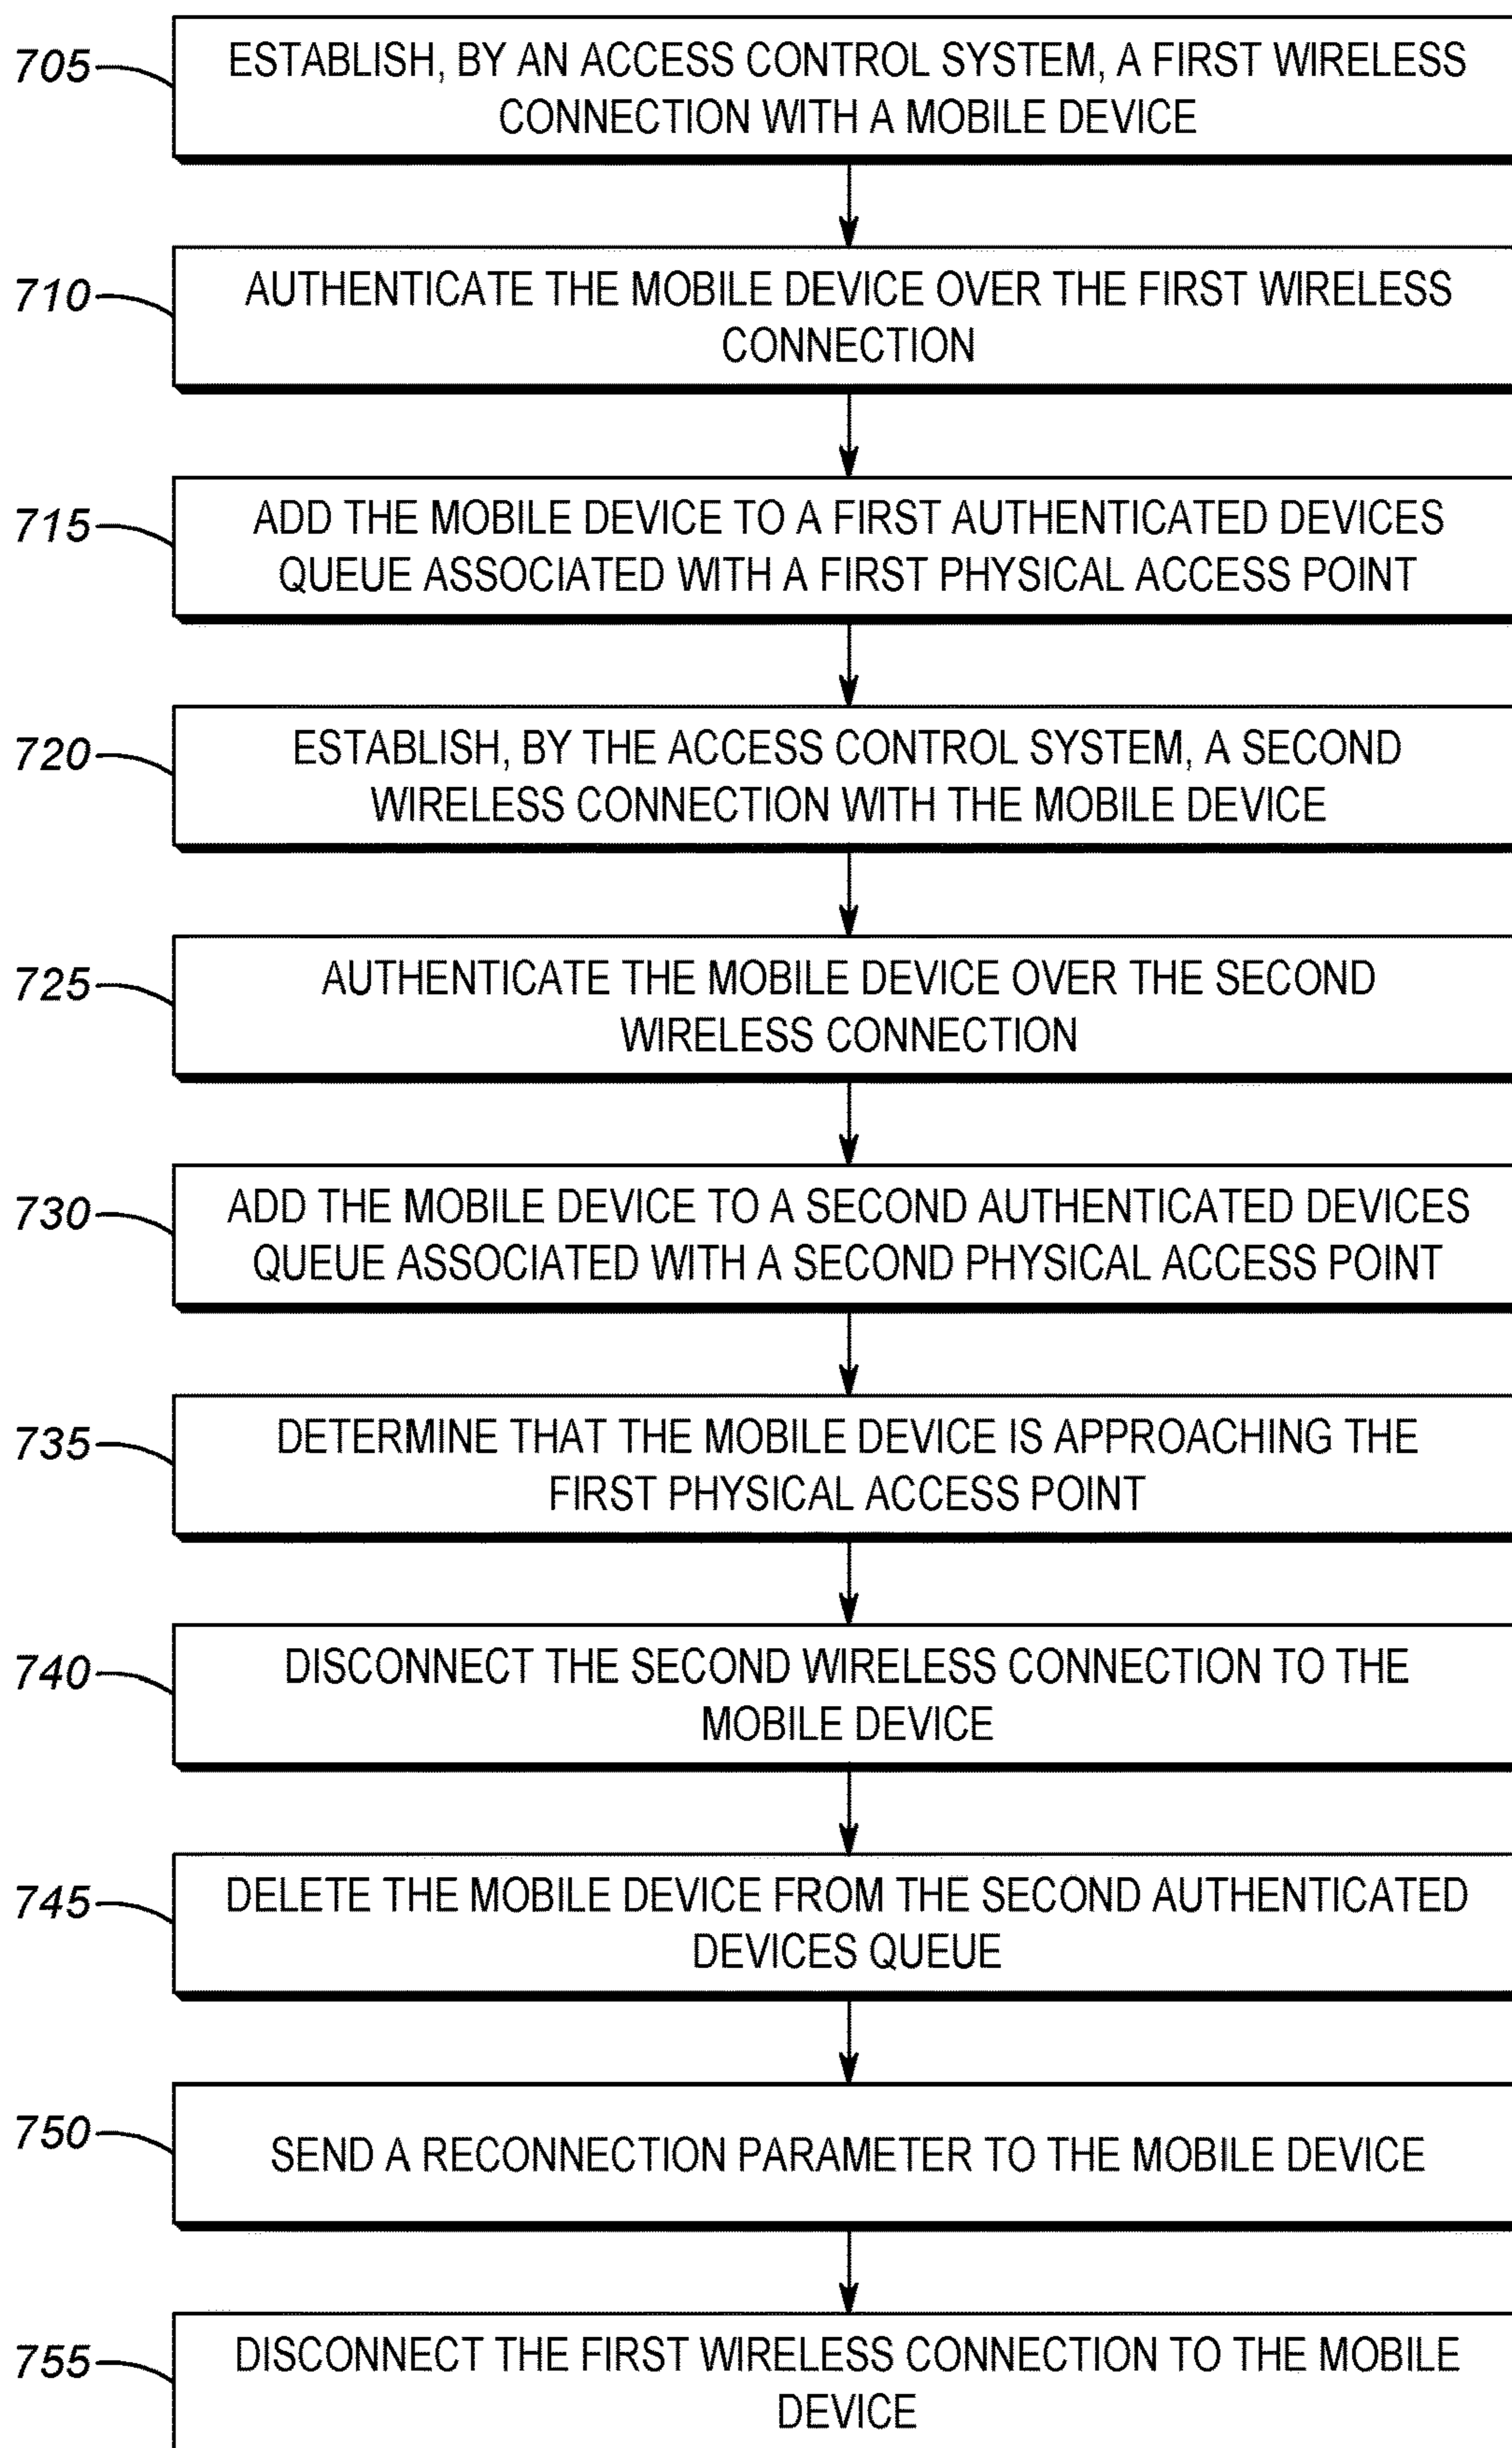 705
ESTABLISH, BY AN ACCESS CONTROL SYSTEM, A FIRST WIRELESS
CONNECTION WITH A MOBILE DEVICE
710
AUTHENTICATE THE MOBILE DEVICE OVER THE FIRST WIRELESS
CONNECTION
715
ADD THE MOBILE DEVICE TO A FIRST AUTHENTICATED DEVICES
QUEUE ASSOCIATED WITH A FIRST PHYSICAL ACCESS POINT
720
ESTABLISH, BY THE ACCESS CONTROL SYSTEM, A SECOND
WIRELESS CONNECTION WITH THE MOBILE DEVICE
725
AUTHENTICATE THE MOBILE DEVICE OVER THE SECOND
WIRELESS CONNECTION
730
ADD THE MOBILE DEVICE TO A SECOND AUTHENTICATED DEVICES
QUEUE ASSOCIATED WITH A SECOND PHYSICAL ACCESS POINT
735
DETERMINE THAT THE MOBILE DEVICE IS APPROACHING THE
FIRST PHYSICAL ACCESS POINT
740
DISCONNECT THE SECOND WIRELESS CONNECTION TO THE
MOBILE DEVICE
745
DELETE THE MOBILE DEVICE FROM THE SECOND AUTHENTICATED
DEVICES QUEUE
750
SEND A RECONNECTION PARAMETER TO THE MOBILE DEVICE
755
DISCONNECT THE FIRST WIRELESS CONNECTION TO THE MOBILE
DEVICE